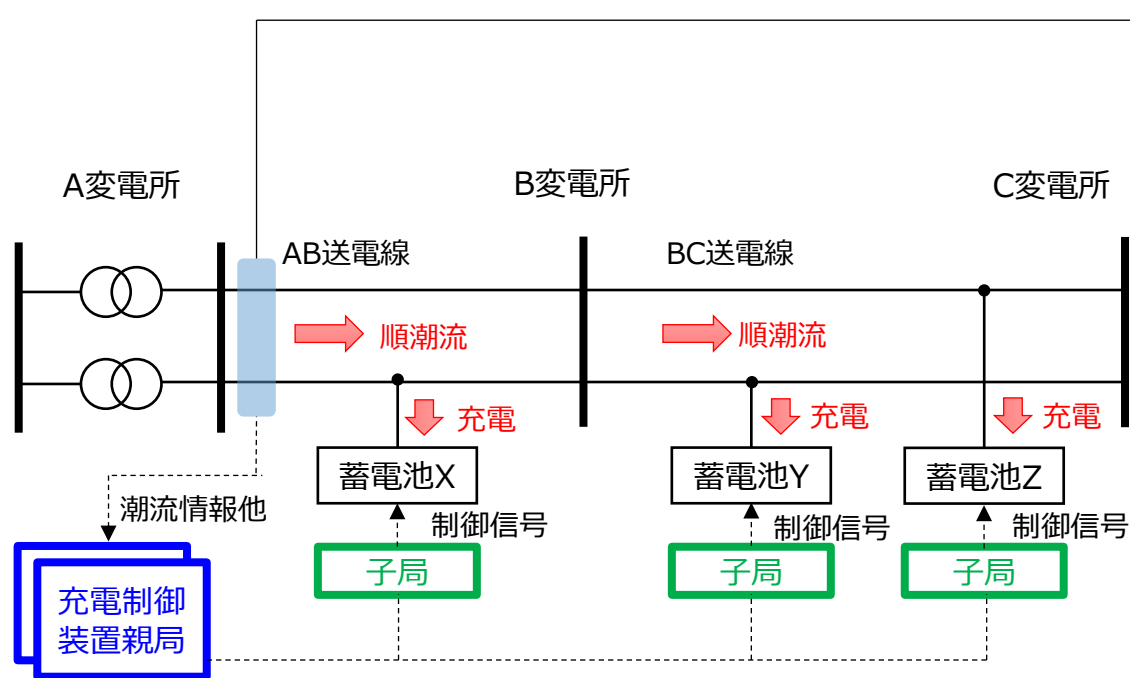 A変電所
B変電所
C変電所
AB送電線
BC送電線
順潮流
順潮流
充電
充電
充電
蓄電池X
蓄電池Y
蓄電池Z
潮流情報他
制御信号
制御信号
制御信号
子局
子局
子局
充電制御
装置親局